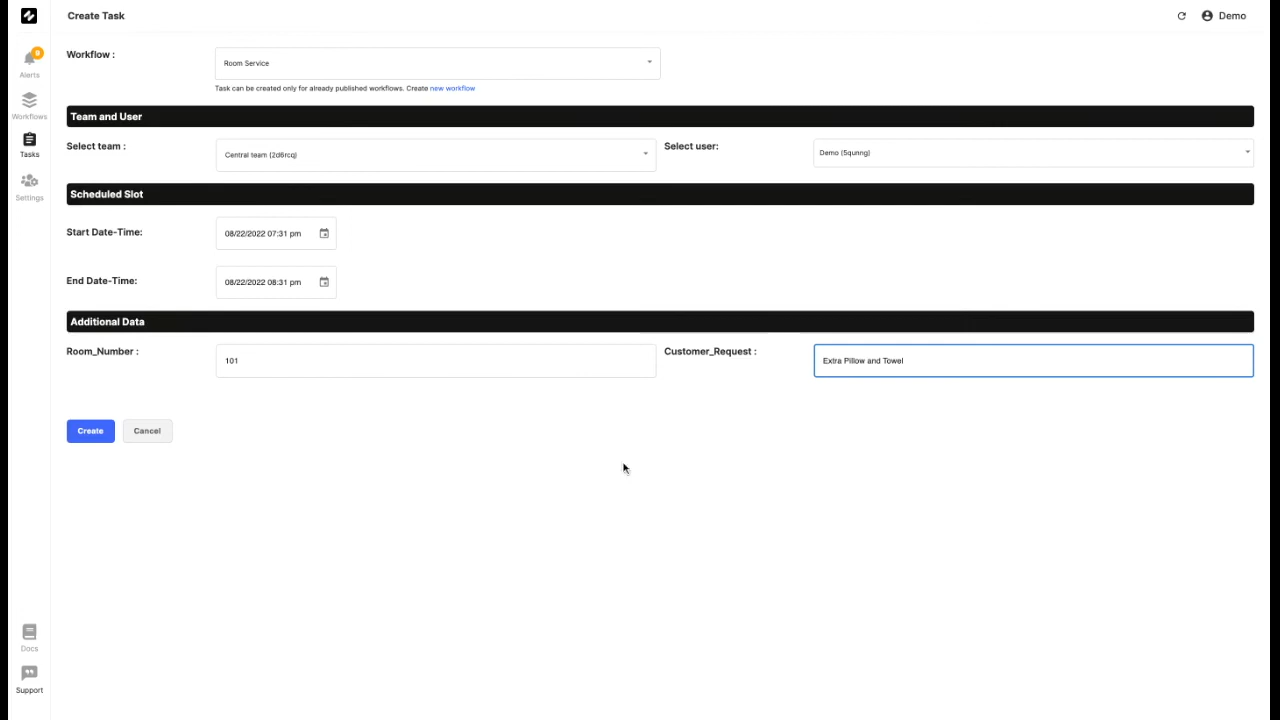 Create Task
Demo
Alerts
Workflows
Tasks
Settings
Docs
Support
Workflow :
Room Service
Task can be created only for already published workflows. Create new workflow
Team and User
Select team :
Central team (2d6rcq)
Select user:
Demo (5qunng)
Scheduled Slot
Start Date-Time:
08/22/2022 07:31 pm
End Date-Time:
08/22/2022 08:31 pm
Additional Data
Room_Number :
101
Customer_Request :
Extra Pillow and Towel
Create
Cancel